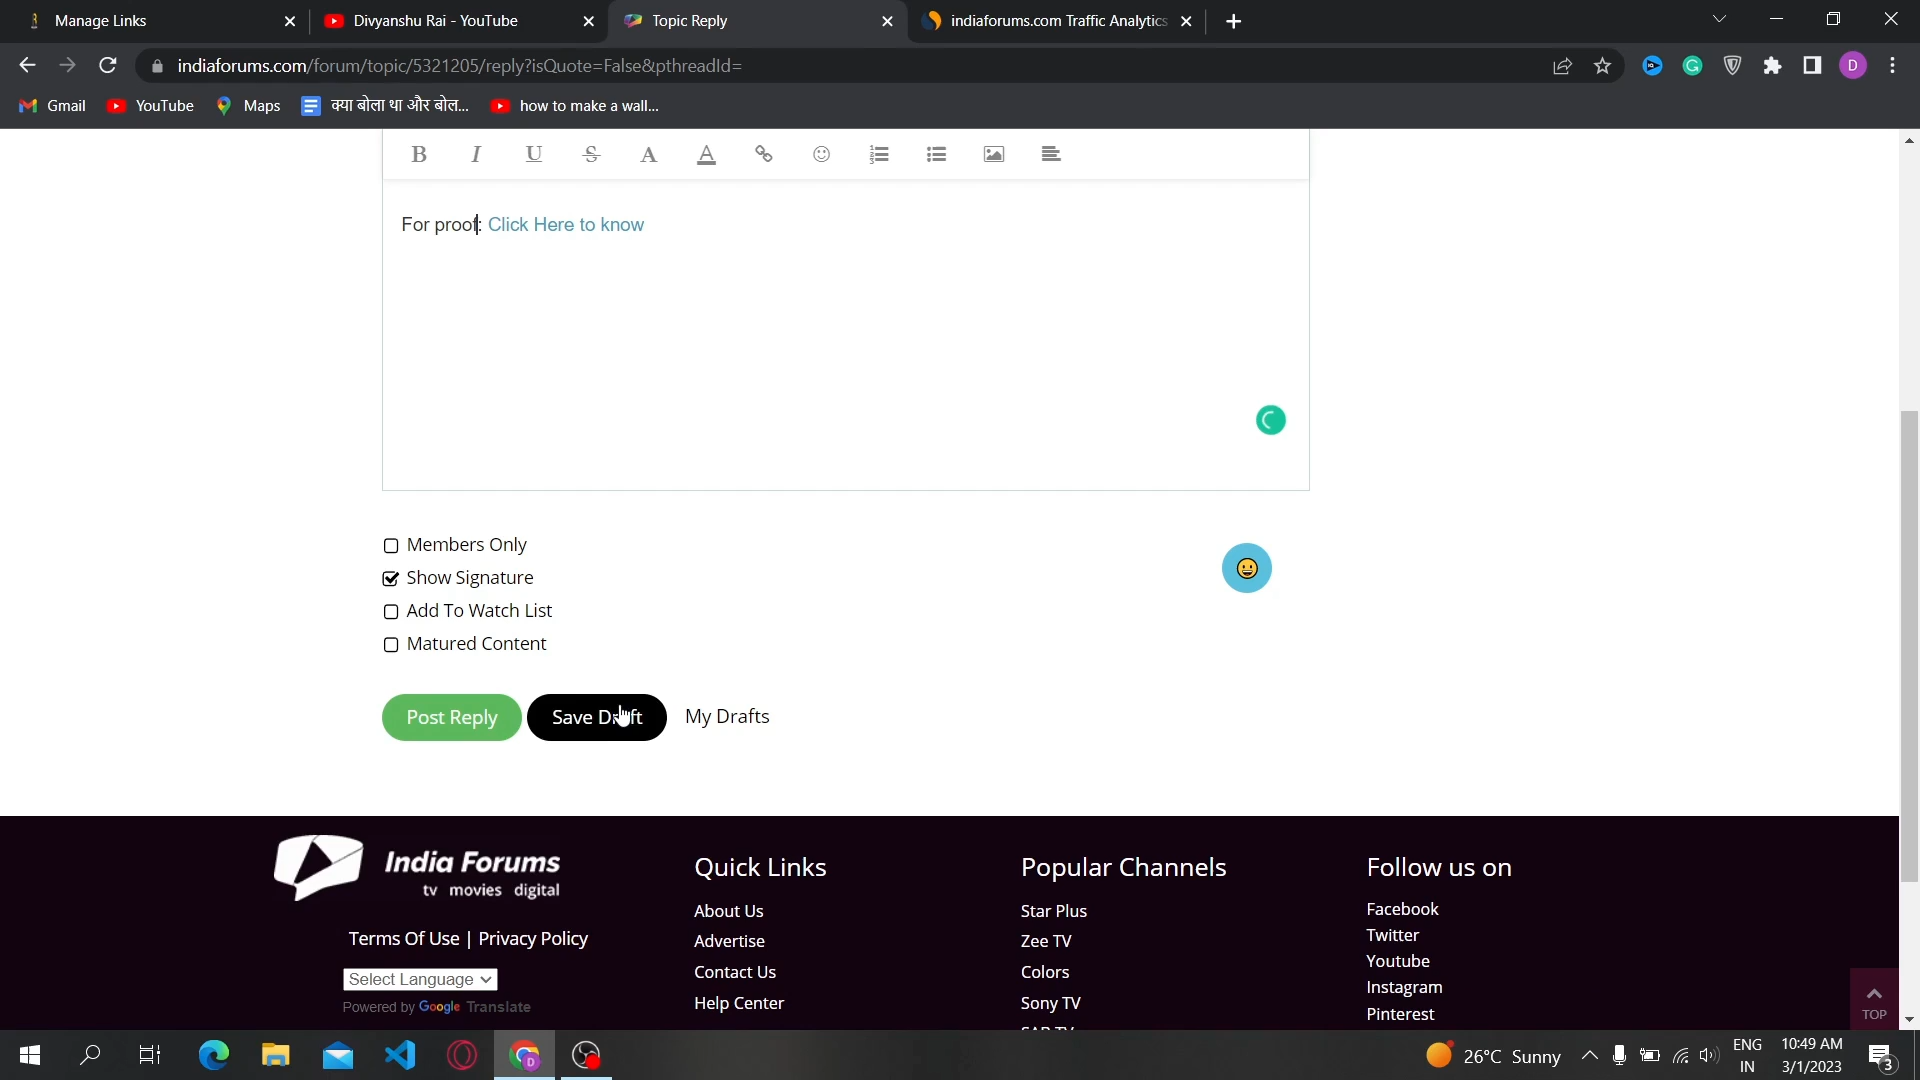 Manage Links
Divyanshu Rai - YouTube
Topic Reply
indiaforums.com Traffic Analytics
indiaforums.com/forum/topic/5321205/reply?isQuote=False&pthreadId=
D
Gmail
YouTube
Maps
क्या बोला था और बोल...
how to make a wall...
B I U S A A
For proof: Click Here to know
Members Only
Show Signature
Add To Watch List
Matured Content
Post Reply
Save Draft
My Drafts
India Forums
tv movies digital
Terms Of Use | Privacy Policy
Select Language
Powered by Google Translate
Quick Links
About Us
Advertise
Contact Us
Help Center
Popular Channels
Star Plus
Zee TV
Colors
Sony TV
SAB TV
Follow us on
Facebook
Twitter
Youtube
Instagram
Pinterest
TOP
26°C Sunny
ENG
IN
10:49 AM
3/1/2023
3